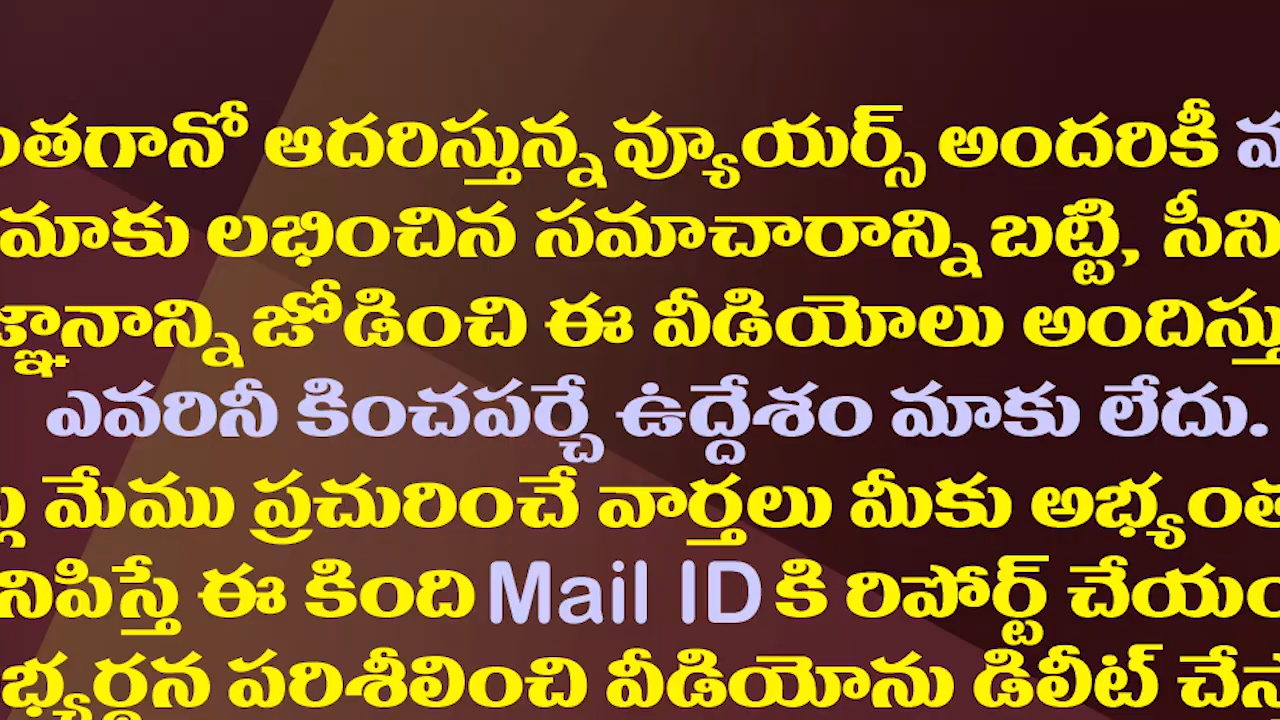 ఆదరిస్తున్న వ్యూయర్స్ అందరికీ
మాకు లభించిన సమాచారాన్ని బట్టి,
జోడించి ఈ వీడియోలు
ఎవరినీ కించపర్చే ఉద్దేశం మాకు లేదు.
మేము ప్రచురించే వార్తలు మీకు
ఈ కింది Mail ID కి రిపోర్ట్
పరిశీలించి వీడియోను డిలీట్